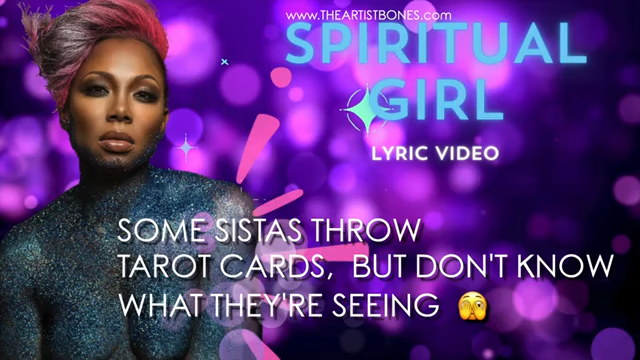 www.THEARTISTBONES.com
SPIRITUAL
GIRL
LYRIC VIDEO
SOME SISTAS THROW
TAROT CARDS, BUT DON'T KNOW
WHAT THEY'RE SEEING 🫣